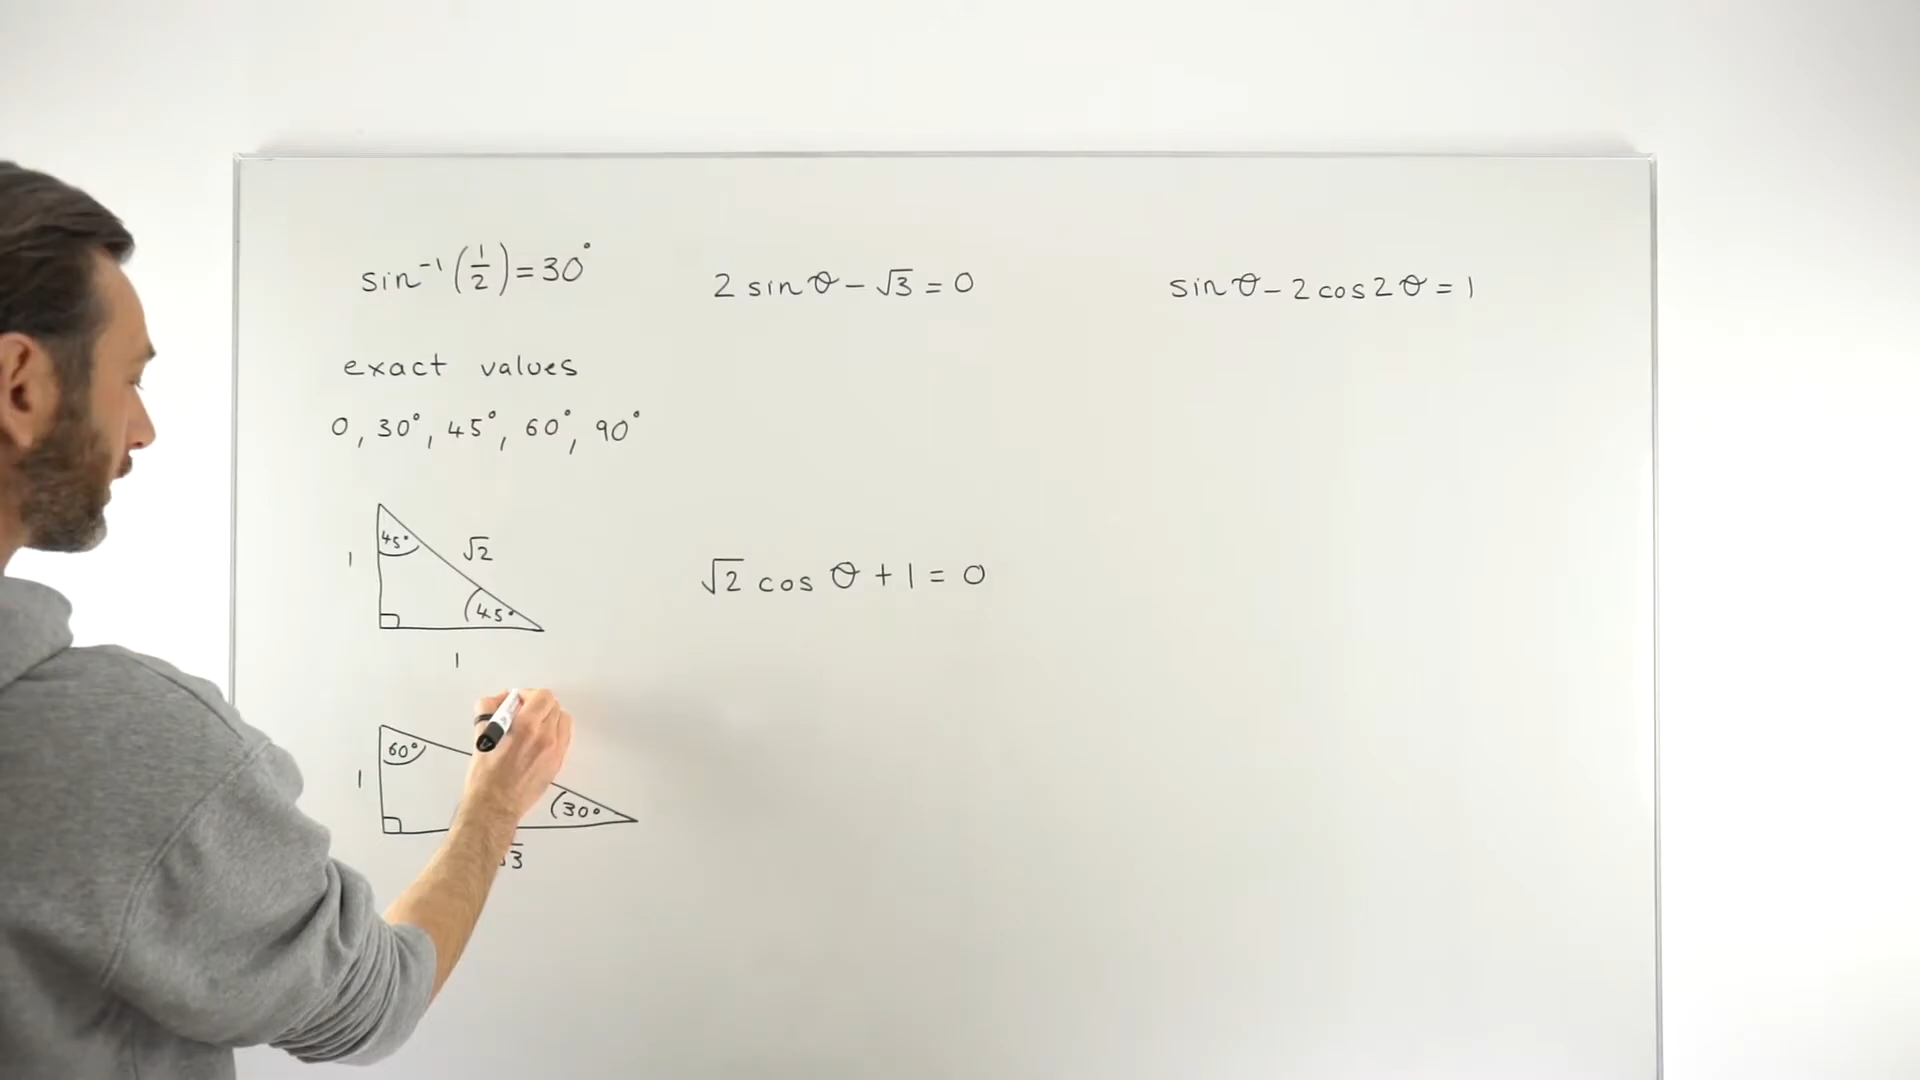 sin⁻¹(1/2)=30°
exact values
0, 30°, 45°, 60°, 90°
45°
1
√2
45°
1
60°
1
30°
√3
2 sin θ − √3 = 0
√2 cos θ + 1 = 0
sin θ − 2 cos 2θ = 1